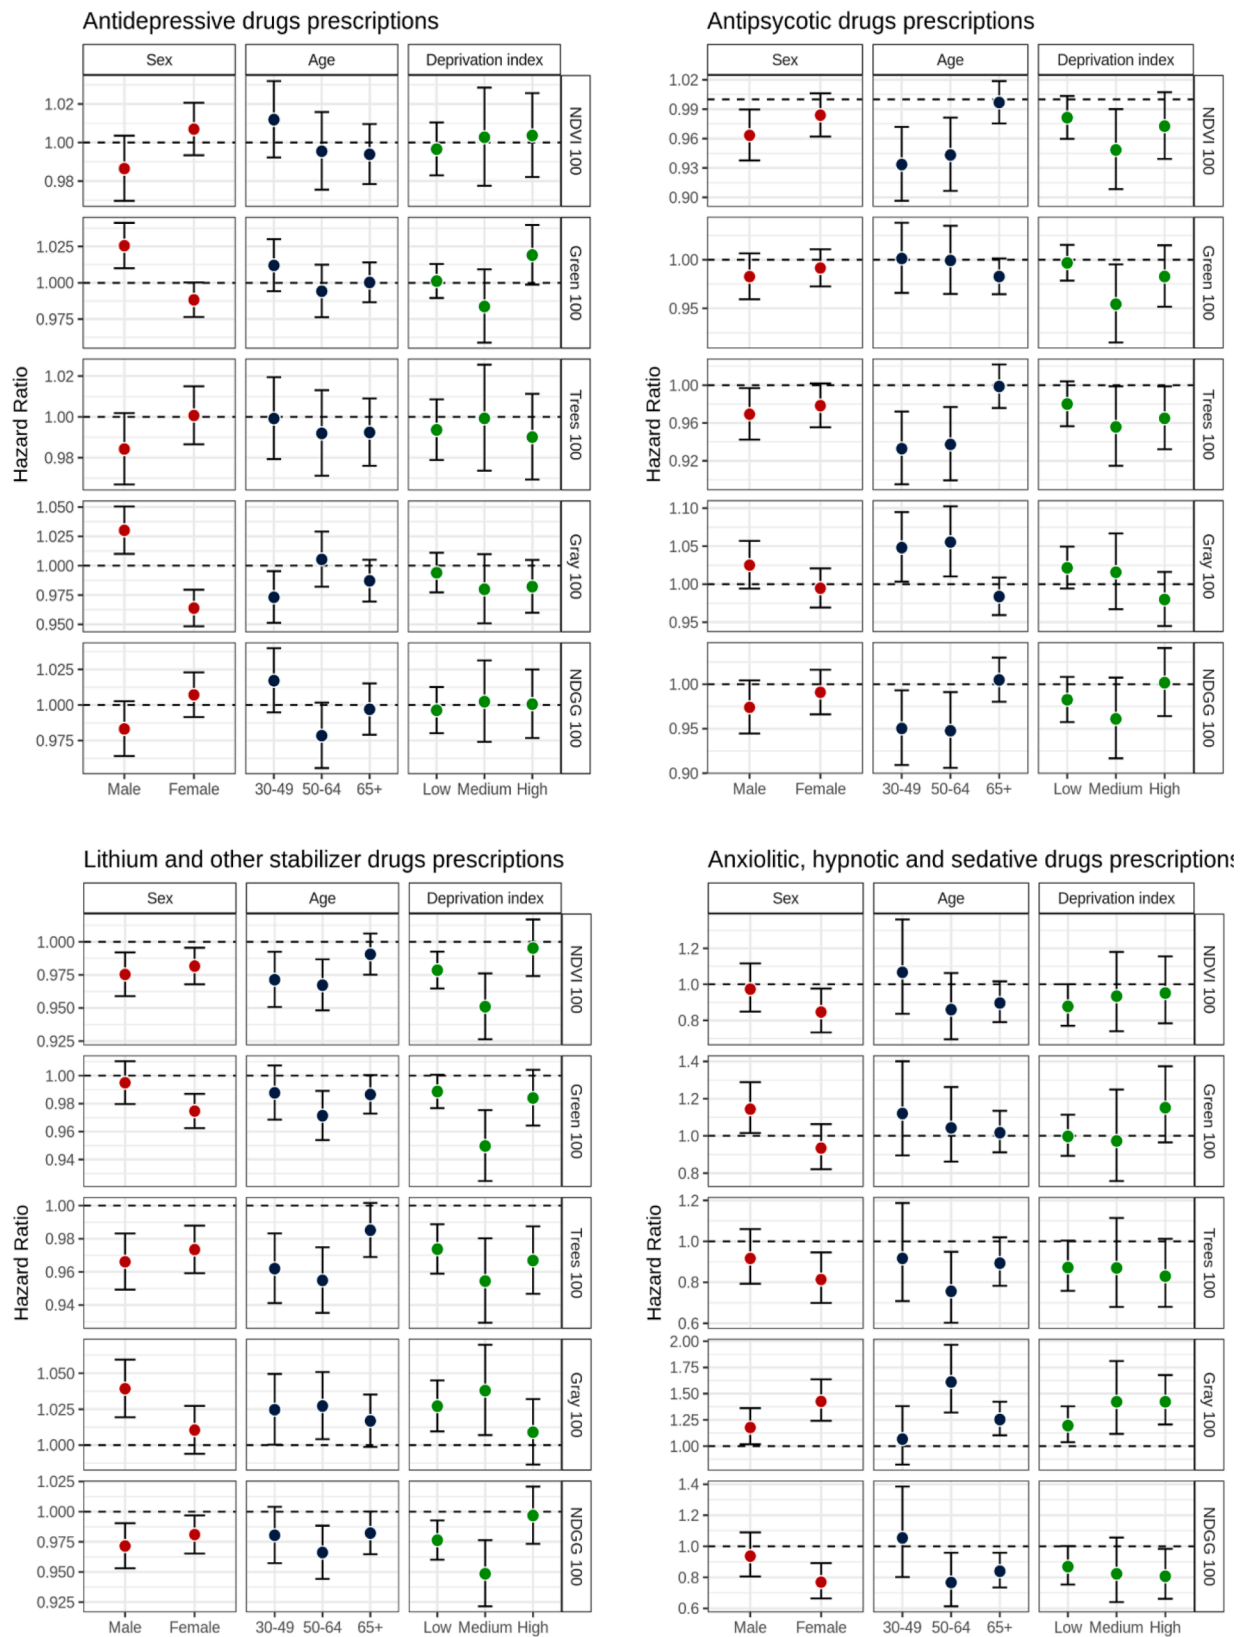 Antidepressive drugs prescriptions
Sex Age Deprivation index
1.02
1.00
0.98
NDVI 100
1.025
1.000
0.975
Green 100
1.02
1.00
0.98
Trees 100
1.050
1.025
1.000
0.975
0.950
Gray 100
1.025
1.000
0.975
NDGG 100
Hazard Ratio
Male Female 30-49 50-64 65+ Low Medium High
Antipsycotic drugs prescriptions
Sex Age Deprivation index
1.02
0.99
0.96
0.93
0.90
NDVI 100
1.00
0.95
Green 100
1.00
0.96
0.92
Trees 100
1.10
1.05
1.00
0.95
Gray 100
1.00
0.95
0.90
NDGG 100
Hazard Ratio
Male Female 30-49 50-64 65+ Low Medium High
Lithium and other stabilizer drugs prescriptions
Sex Age Deprivation index
1.000
0.975
0.950
0.925
NDVI 100
1.00
0.98
0.96
0.94
Green 100
1.00
0.98
0.96
0.94
Trees 100
1.050
1.025
1.000
Gray 100
1.025
1.000
0.975
0.950
0.925
NDGG 100
Hazard Ratio
Male Female 30-49 50-64 65+ Low Medium High
Anxiolitic, hypnotic and sedative drugs prescriptions
Sex Age Deprivation index
1.2
1.0
0.8
NDVI 100
1.4
1.2
1.0
0.8
Green 100
1.2
1.0
0.8
0.6
Trees 100
2.00
1.75
1.50
1.25
1.00
Gray 100
1.4
1.2
1.0
0.8
0.6
NDGG 100
Hazard Ratio
Male Female 30-49 50-64 65+ Low Medium High